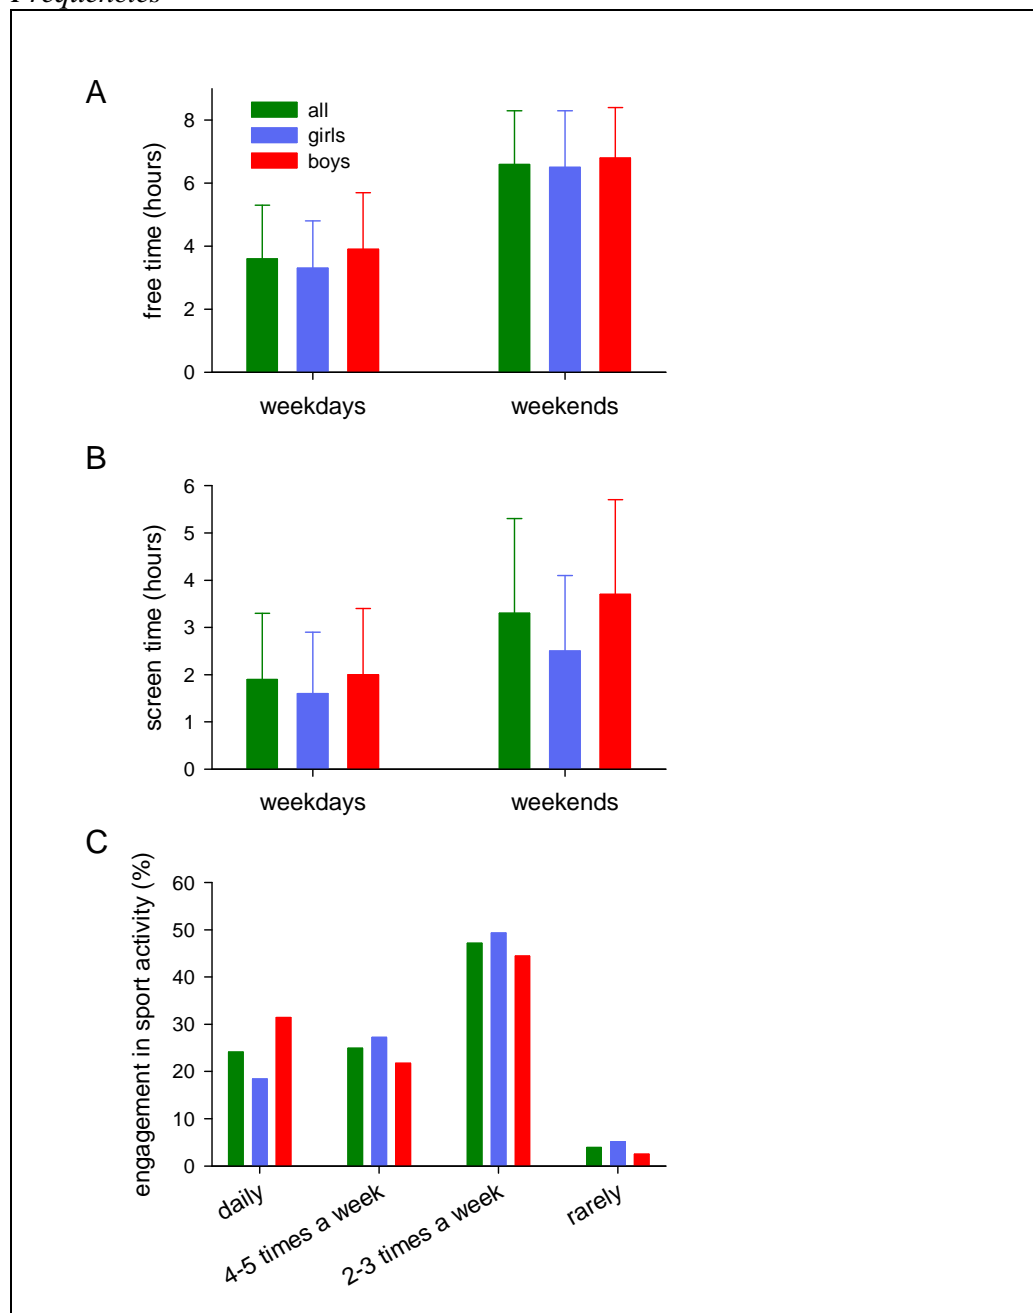 Frequencies
A
all
girls
boys
free time (hours)
8
6
4
2
0
weekdays weekends
B
screen time (hours)
6
5
4
3
2
1
0
weekdays weekends
C
engagement in sport activity (%)
60
50
40
30
20
10
0
daily
4-5 times a week
2-3 times a week
rarely